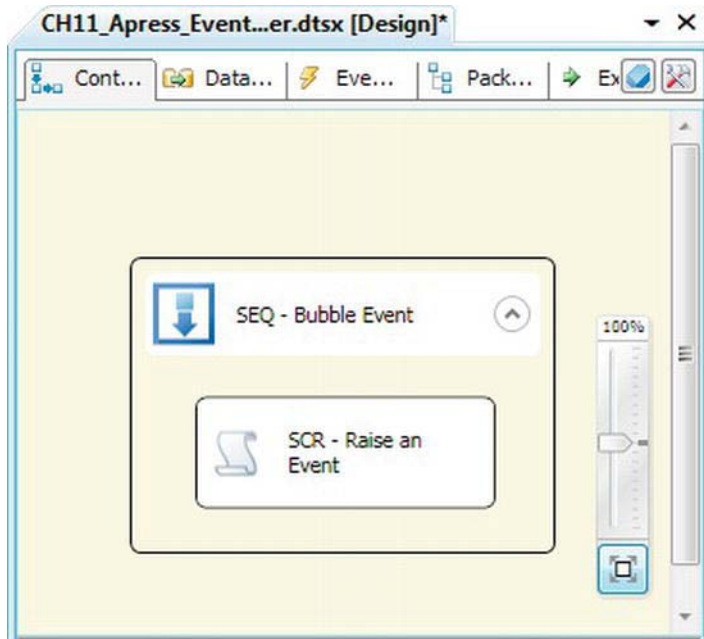 CH11_Apress_Event...er.dtsx [Design]*
Cont... Data... Eve... Pack... Ex
SEQ - Bubble Event
100%
SCR - Raise an
Event